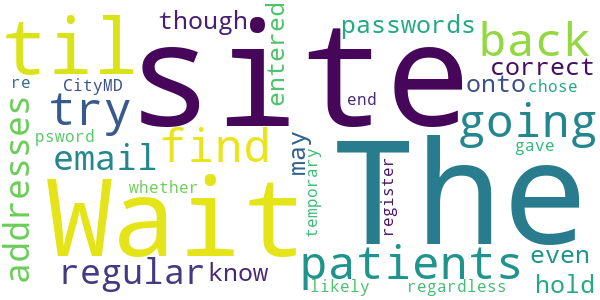 though
passwords
til
site
entered
back
re
CityMD
try
end
onto
correct
chose
going
addresses
psword
email
find
may
The
gave
Wait
whether
temporary
register
regular
know
patients
even
likely
regardless
hold